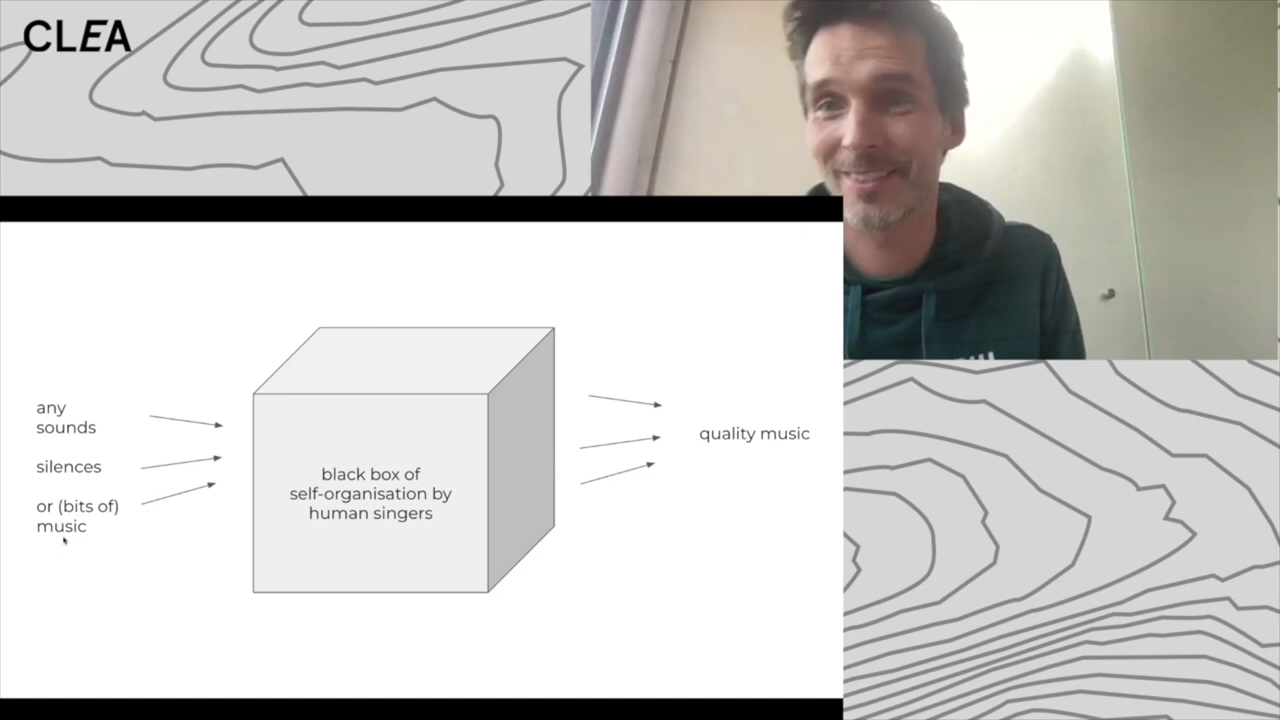 CLEA
any
sounds
silences
or (bits of)
music
black box of
self-organisation by
human singers
quality music